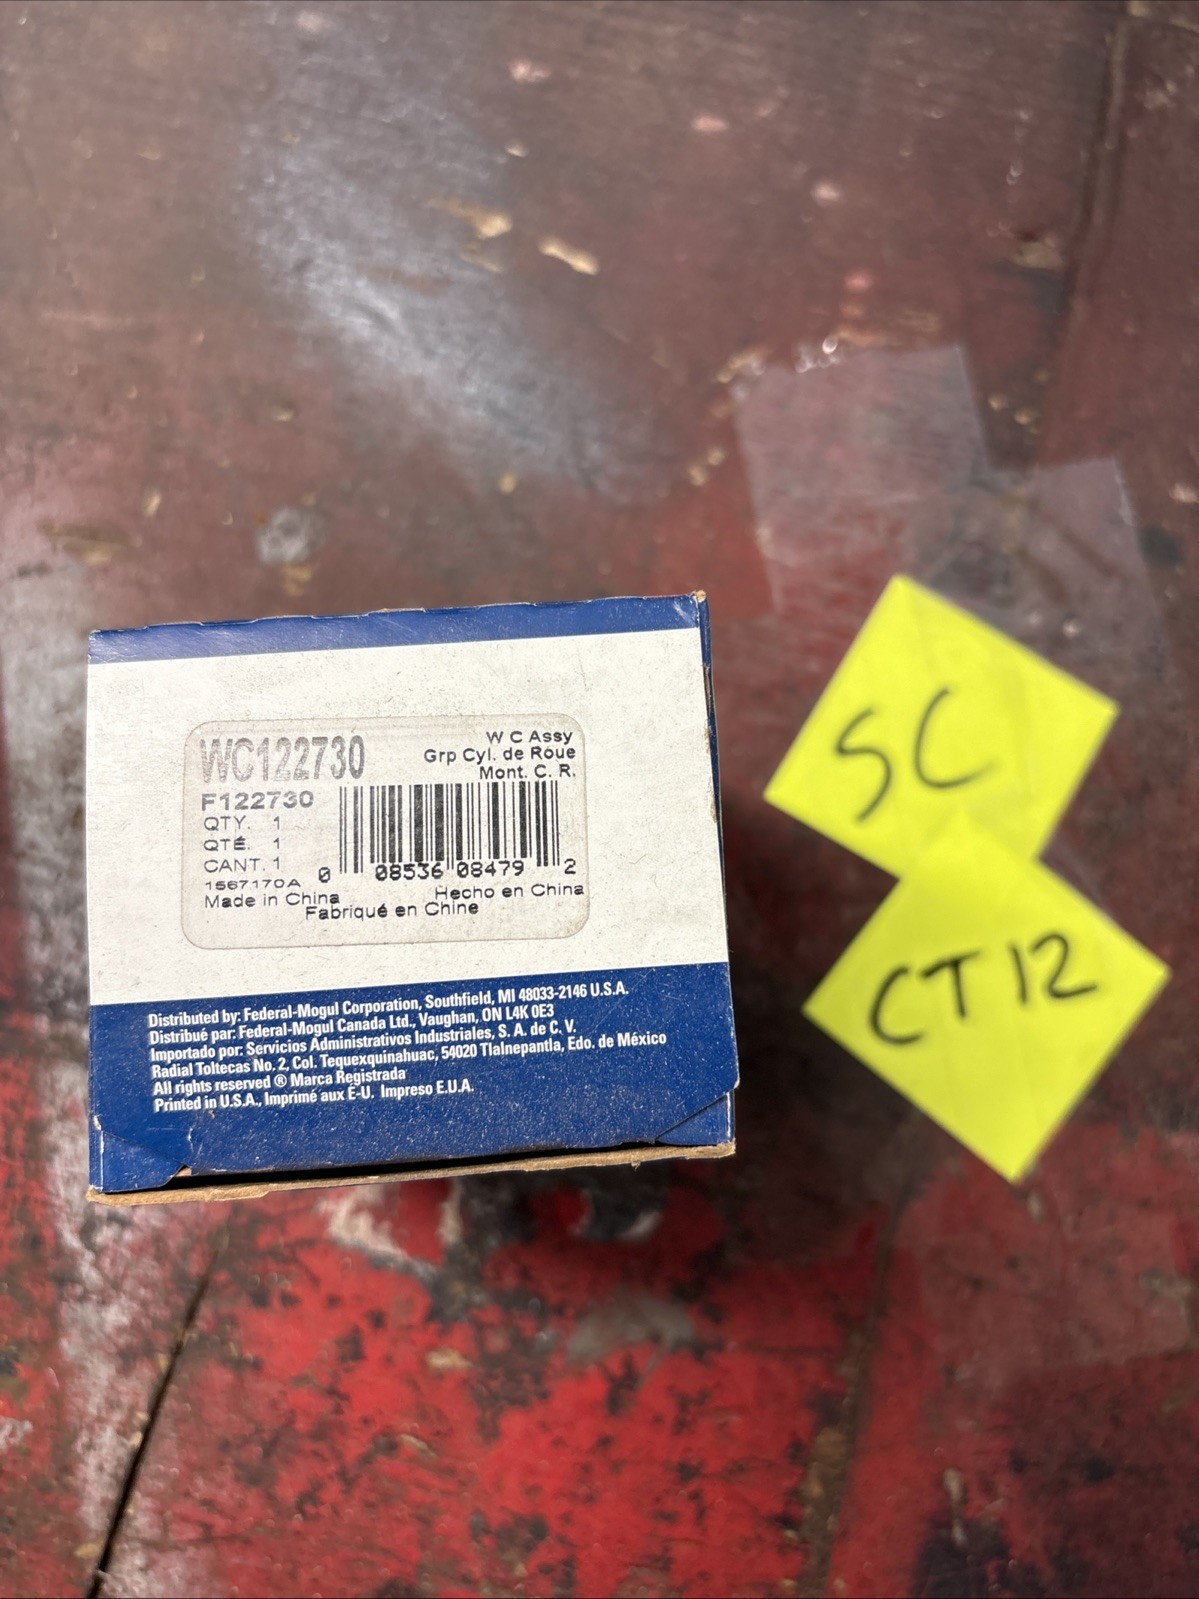 WC122730
W C Assy
Grp Cyl. de Roue
Mont. C. R.
F122730
QTY. 1
QTÉ. 1
CANT. 1
1567170A
0 08536 08479 2
Made in China
Hecho en China
Fabriqué en Chine
Distributed by: Federal-Mogul Corporation, Southfield, MI 48033-2146 U.S.A.
Distribué par: Federal-Mogul Canada Ltd., Vaughan, ON L4K 0E3
Importado por: Servicios Administrativos Industriales, S. A. de C. V.
Radial Toltecas No. 2, Col. Tequexquinahuac, 54020 Tlalnepantla, Edo. de México
All rights reserved ® Marca Registrada
Printed in U.S.A., Imprimé aux E-U. Impreso E.U.A.
SC
CT12